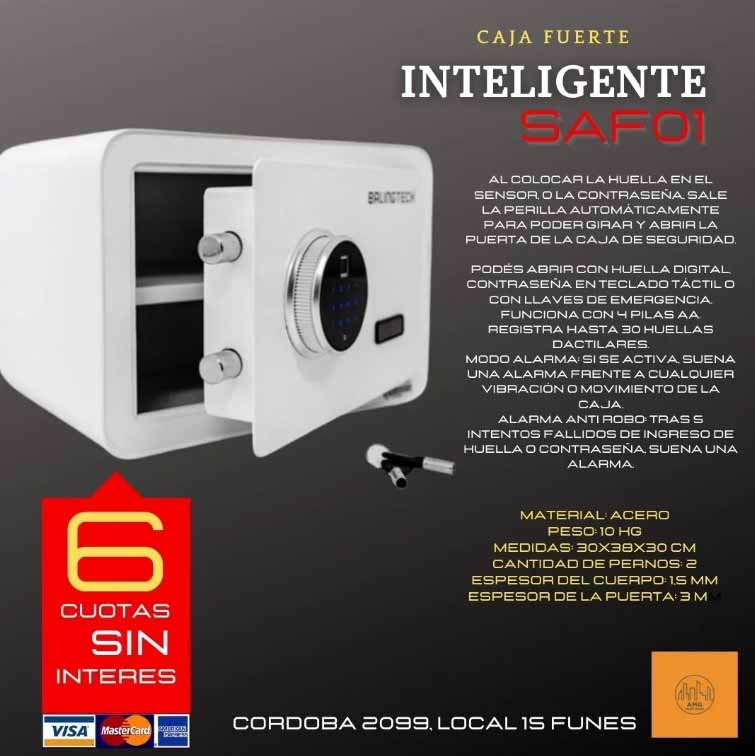 CAJA FUERTE
INTELIGENTE
SAF01
AL COLOCAR LA HUELLA EN EL
SENSOR, O LA CONTRASEÑA, SALE
LA PERILLA AUTOMÁTICAMENTE
PARA PODER GIRAR Y ABRIR LA
PUERTA DE LA CAJA DE SEGURIDAD.
PODÉS ABRIR CON HUELLA DIGITAL,
CONTRASEÑA EN TECLADO TÁCTIL O
CON LLAVES DE EMERGENCIA.
FUNCIONA CON 4 PILAS AA.
REGISTRA HASTA 30 HUELLAS
DACTILARES.
MODO ALARMA: SI SE ACTIVA, SUENA
UNA ALARMA FRENTE A CUALQUIER
VIBRACIÓN O MOVIMIENTO DE LA
CAJA.
ALARMA ANTI ROBO: TRAS 5
INTENTOS FALLIDOS DE INGRESO DE
HUELLA O CONTRASEÑA, SUENA UNA
ALARMA.
BALINGTECH
MATERIAL: ACERO
PESO: 10 HG
MEDIDAS: 30X38X30 CM
CANTIDAD DE PERNOS: 2
ESPESOR DEL CUERPO: 1,5 MM
ESPESOR DE LA PUERTA: 3 MM
6
CUOTAS
SIN
INTERES
VISA MasterCard AMERICAN EXPRESS
CORDOBA 2099, LOCAL 15 FUNES
AMG